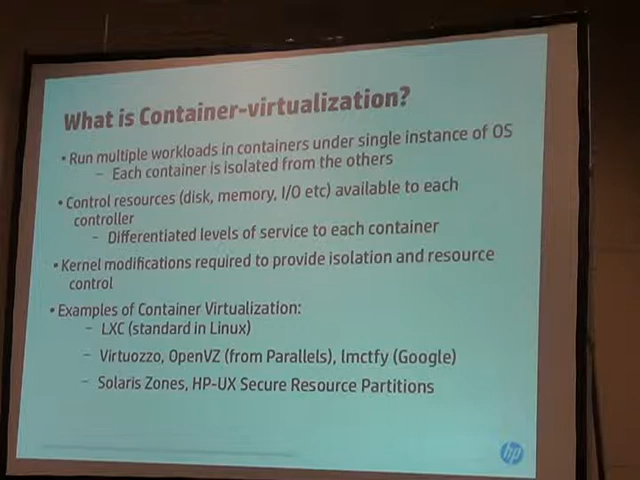 What is Container-virtualization?
• Run multiple workloads in containers under single instance of OS
– Each container is isolated from the others
• Control resources (disk, memory, I/O etc) available to each
controller
– Differentiated levels of service to each container
• Kernel modifications required to provide isolation and resource
control
• Examples of Container Virtualization:
– LXC (standard in Linux)
– Virtuozzo, OpenVZ (from Parallels), lmctfy (Google)
– Solaris Zones, HP-UX Secure Resource Partitions
hp